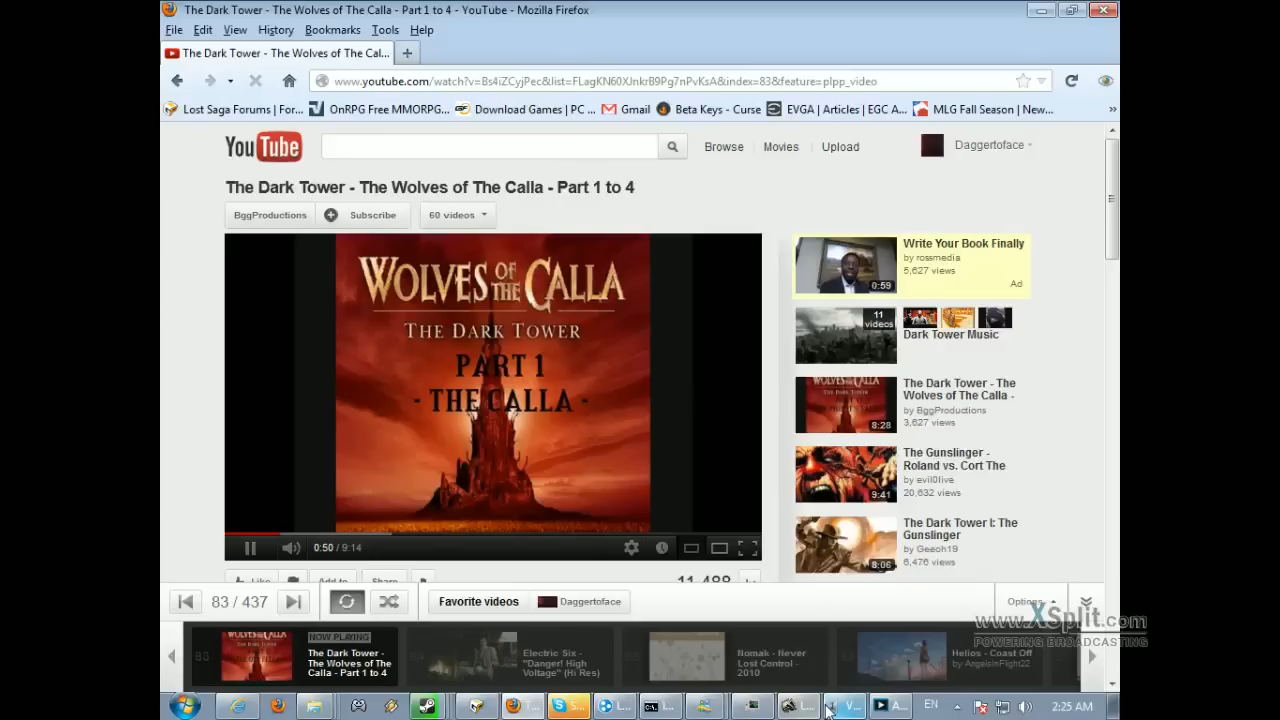 The Dark Tower - The Wolves of The Calla - Part 1 to 4 - YouTube - Mozilla Firefox
File Edit View History Bookmarks Tools Help
The Dark Tower - The Wolves of The Cal...
www.youtube.com/watch?v=Bs4iZCyjPec&list=FLagKN60XJnkrB9Pg7nPvKsA&index=83&feature=plpp_video
Lost Saga Forums | For... OnRPG Free MMORPG... Download Games | PC ... Gmail Beta Keys - Curse EVGA | Articles | EGC A... MLG Fall Season | New...
YouTube Browse Movies Upload Daggertoface
The Dark Tower - The Wolves of The Calla - Part 1 to 4
BggProductions Subscribe 60 videos
WOLVES OF THE CALLA
THE DARK TOWER
PART 1
- THE CALLA -
0:50 / 9:14
Like Add to Share 11,488
Write Your Book Finally
by rossmedia
5,627 views
Ad
0:59
11 videos
Dark Tower Music
The Dark Tower - The
Wolves of The Calla -
by BggProductions
3,627 views
8:28
The Gunslinger -
Roland vs. Cort The
by evil0live
20,632 views
9:41
The Dark Tower I: The
Gunslinger
by Geeoh19
6,476 views
8:06
83 / 437 Favorite videos Daggertoface Options
www.XSplit.com
POWERING BROADCASTING
83
NOW PLAYING
The Dark Tower -
The Wolves of The
Calla - Part 1 to 4
Electric Six -
"Danger! High
Voltage" (Hi Res)
Nomak - Never
Lost Control -
2010
Helios - Coast Off
by AngelsinFlight22
EN 2:25 AM